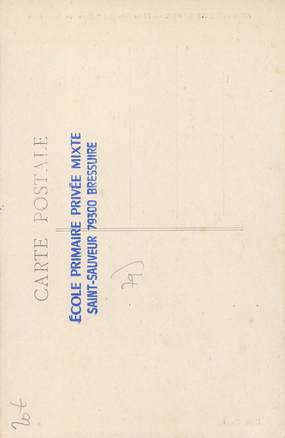 CARTE POSTALE
ÉCOLE PRIMAIRE PRIVÉE MIXTE
SAINT-SAUVEUR 79300 BRESSUIRE
79)